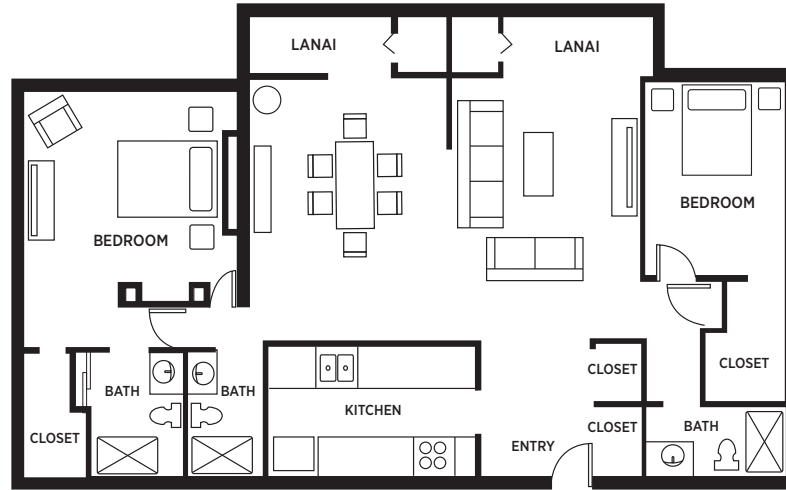 LANAI
LANAI
BEDROOM
BEDROOM
CLOSET
CLOSET
BATH
BATH
KITCHEN
CLOSET
BATH
CLOSET
ENTRY